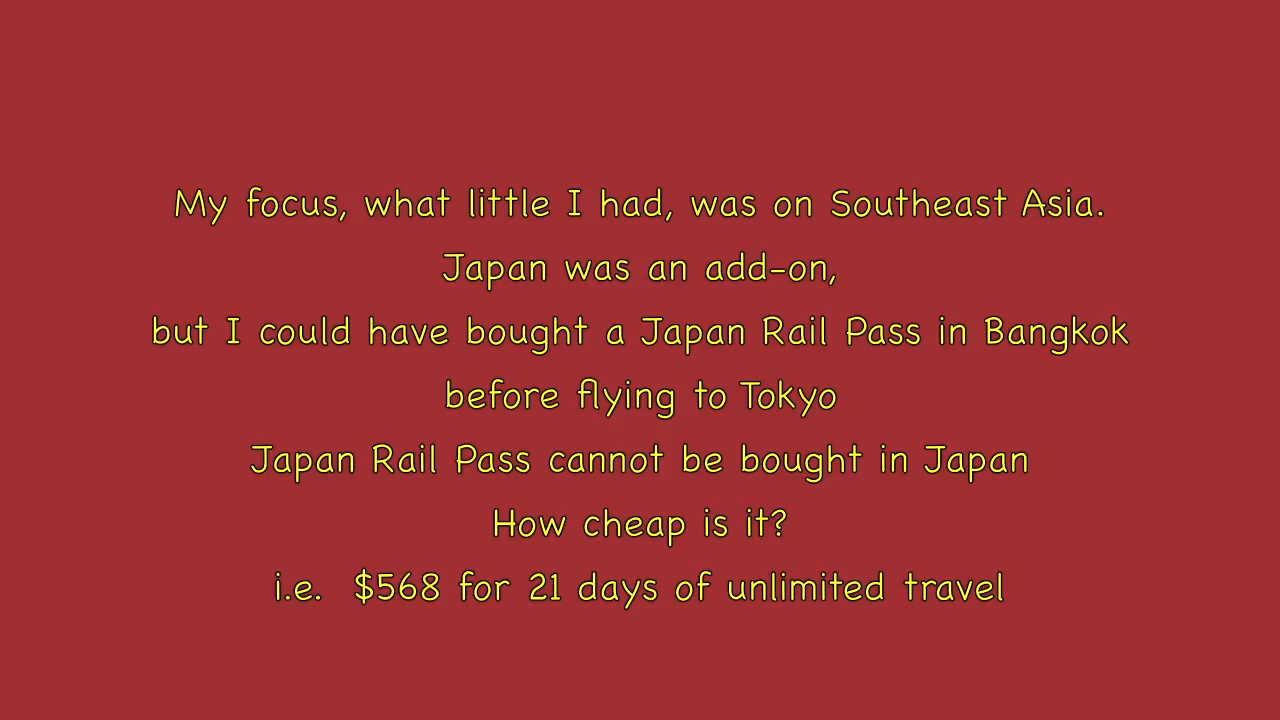 My focus, what little I had, was on Southeast Asia.
Japan was an add-on,
but I could have bought a Japan Rail Pass in Bangkok
before flying to Tokyo
Japan Rail Pass cannot be bought in Japan
How cheap is it?
i.e.  $568 for 21 days of unlimited travel